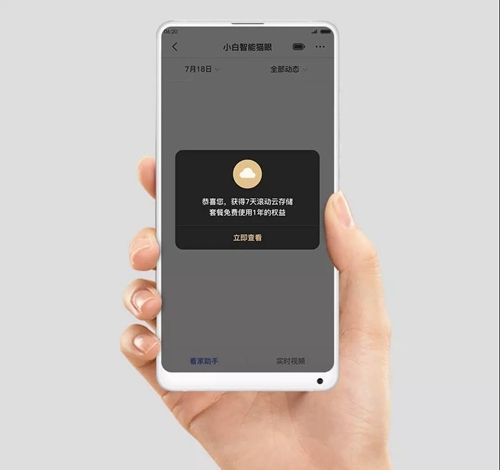 小白智能猫眼
7月18日
全部动态
恭喜您，获得7天滚动云存储
套餐免费使用1年的权益
立即查看
看家助手
实时视频